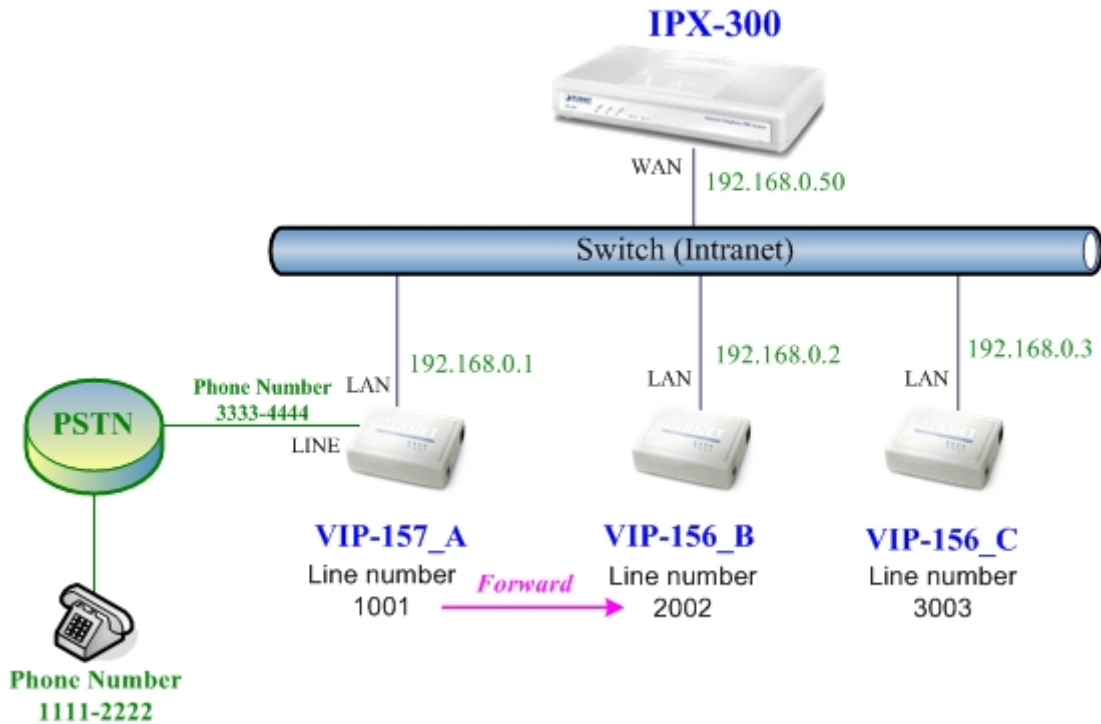 IPX-300
WAN
192.168.0.50
Switch (Intranet)
192.168.0.1
192.168.0.2
192.168.0.3
Phone Number
3333-4444
LAN
LAN
LAN
PSTN
LINE
VIP-157_A
VIP-156_B
VIP-156_C
Line number
1001
Forward
Line number
2002
Line number
3003
Phone Number
1111-2222